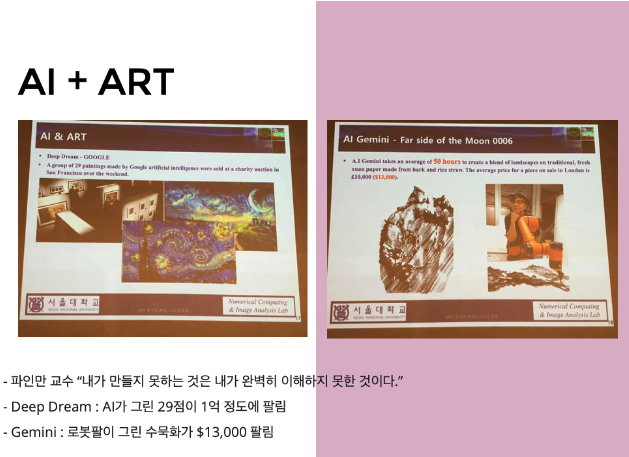 AI + ART
AI & ART
• Deep Dream - GOOGLE
• A group of 29 paintings made by Google artificial intelligence were sold at a charity auction in
San Francisco over the weekend.
서울대학교
SEOUL NATIONAL UNIVERSITY
Numerical Computing
& Image Analysis Lab
AI Gemini - Far side of the Moon 0006
• A.I Gemini takes an average of 50 hours to create a blend of landscapes on traditional, fresh
xuan paper made from bark and rice straw. The average price for a piece on sale in London is
£10,000 ($13,000).
서울대학교
SEOUL NATIONAL UNIVERSITY
Numerical Computing
& Image Analysis Lab
- 파인만 교수 “내가 만들지 못하는 것은 내가 완벽히 이해하지 못한 것이다.”
- Deep Dream : AI가 그린 29점이 1억 정도에 팔림
- Gemini : 로봇팔이 그린 수묵화가 $13,000 팔림